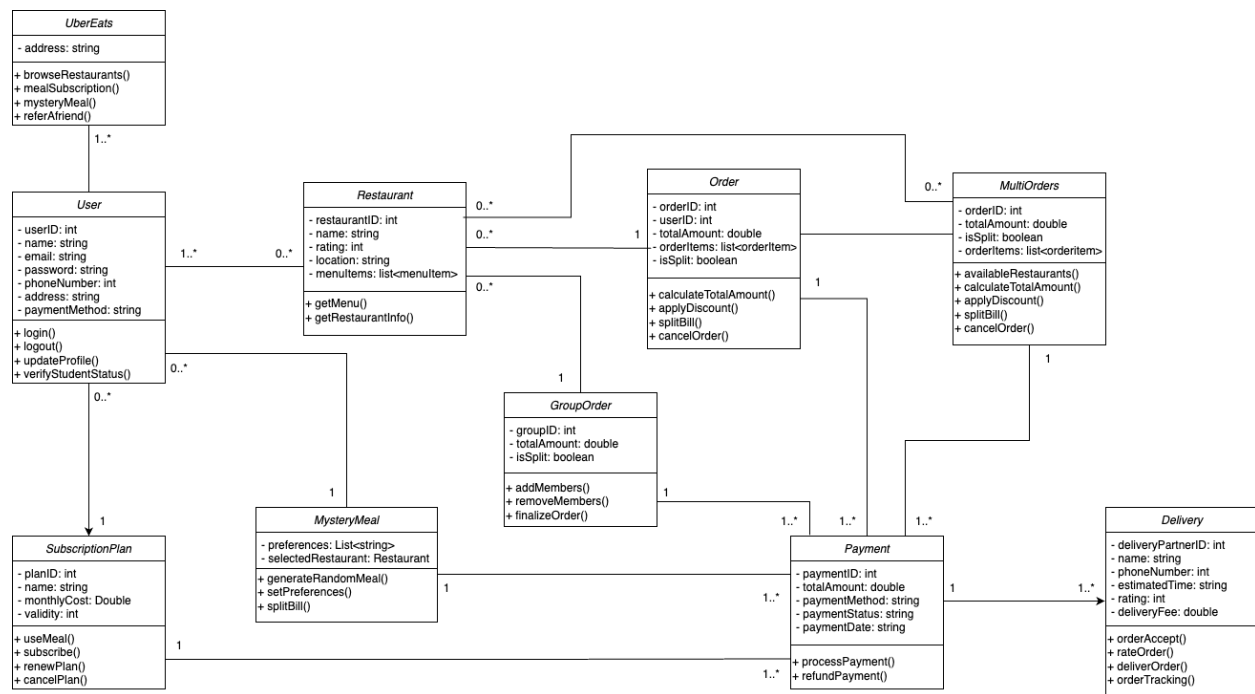 UberEats
- address: string
+ browseRestaurants()
+ mealSubscription()
+ mysteryMeal()
+ referAfriend()
1..*
User
- userID: int
- name: string
- email: string
- password: string
- phoneNumber: int
- address: string
- paymentMethod: string
+ login()
+ logout()
+ updateProfile()
+ verifyStudentStatus()
1..*
0..*
0..*
0..*
Restaurant
- restaurantID: int
- name: string
- rating: int
- location: string
- menuItems: list<menuItem>
+ getMenu()
+ getRestaurantInfo()
0..*
0..*
0..*
1
Order
- orderID: int
- userID: int
- totalAmount: double
- orderItems: list<orderItem>
- isSplit: boolean
+ calculateTotalAmount()
+ applyDiscount()
+ splitBill()
+ cancelOrder()
1
0..*
MultiOrders
- orderID: int
- totalAmount: double
- isSplit: boolean
- orderItems: list<orderitem>
+ availableRestaurants()
+ calculateTotalAmount()
+ applyDiscount()
+ splitBill()
+ cancelOrder()
1
1
GroupOrder
- groupID: int
- totalAmount: double
- isSplit: boolean
+ addMembers()
+ removeMembers()
+ finalizeOrder()
1
1
SubscriptionPlan
- planID: int
- name: string
- monthlyCost: Double
- validity: int
+ useMeal()
+ subscribe()
+ renewPlan()
+ cancelPlan()
1
1
MysteryMeal
- preferences: List<string>
- selectedRestaurant: Restaurant
+ generateRandomMeal()
+ setPreferences()
+ splitBill()
1
1..*
1..*
1..*
1..*
1..*
Payment
- paymentID: int
- totalAmount: double
- paymentMethod: string
- paymentStatus: string
- paymentDate: string
+ processPayment()
+ refundPayment()
1
1..*
Delivery
- deliveryPartnerID: int
- name: string
- phoneNumber: int
- estimatedTime: string
- rating: int
- deliveryFee: double
+ orderAccept()
+ rateOrder()
+ deliverOrder()
+ orderTracking()